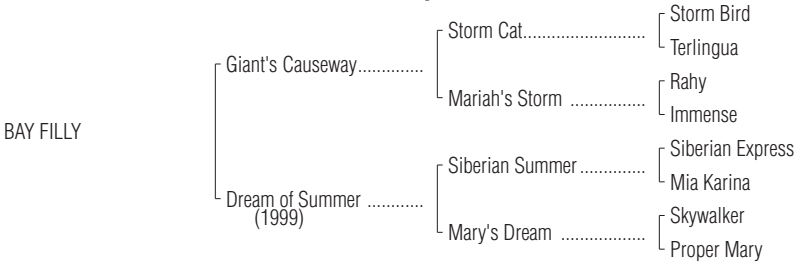 Storm Bird
Storm Cat.........................
Terlingua
Giant's Causeway..............
Rahy
Mariah's Storm ................
Immense
BAY FILLY
Siberian Express
Siberian Summer..............
Mia Karina
Dream of Summer ............
(1999)
Skywalker
Mary's Dream ..................
Proper Mary